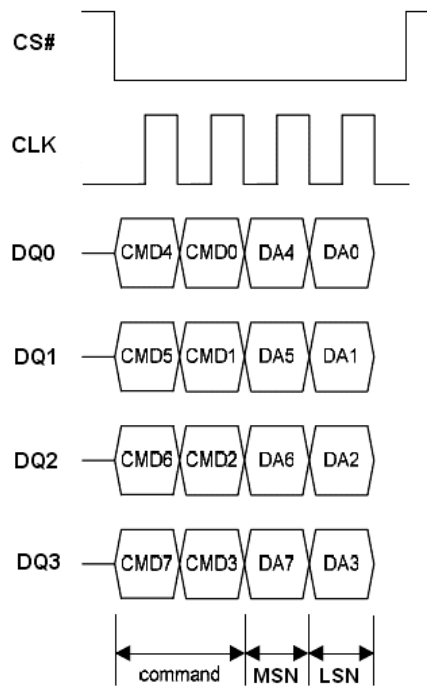 CS#
CLK
DQ0 CMD4 CMD0 DA4 DA0
DQ1 CMD5 CMD1 DA5 DA1
DQ2 CMD6 CMD2 DA6 DA2
DQ3 CMD7 CMD3 DA7 DA3
command MSN LSN